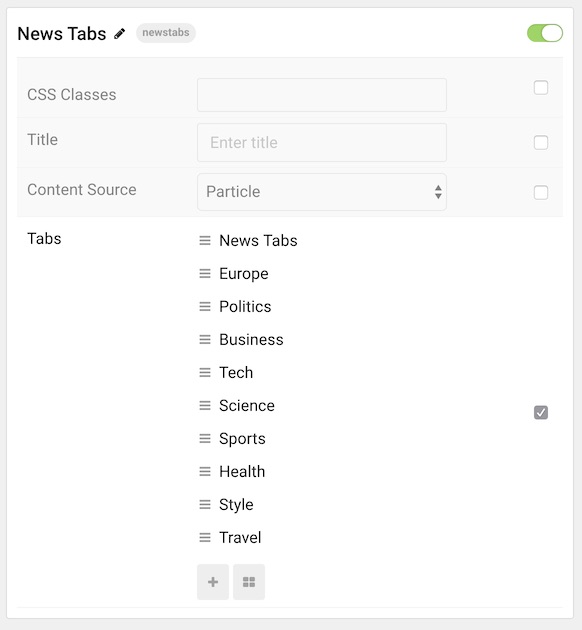 News Tabs newstabs
CSS Classes
Title Enter title
Content Source Particle
Tabs News Tabs
Europe
Politics
Business
Tech
Science
Sports
Health
Style
Travel